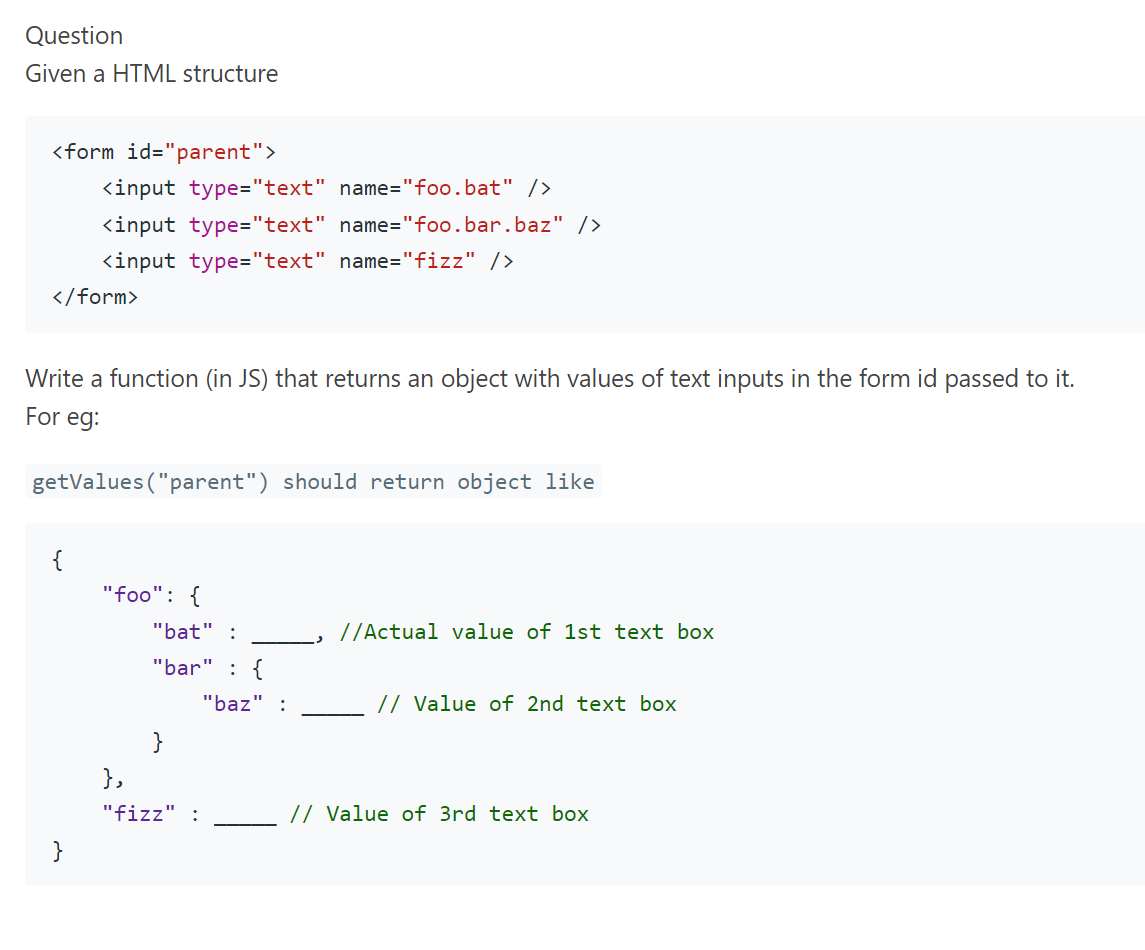 Question
Given a HTML structure
<form id="parent">
    <input type="text" name="foo.bat" />
    <input type="text" name="foo.bar.baz" />
    <input type="text" name="fizz" />
</form>
Write a function (in JS) that returns an object with values of text inputs in the form id passed to it.
For eg:
getValues("parent") should return object like
{
    "foo": {
        "bat" : _____, //Actual value of 1st text box
        "bar" : {
            "baz" : _____ // Value of 2nd text box
        }
    },
    "fizz" : _____ // Value of 3rd text box
}